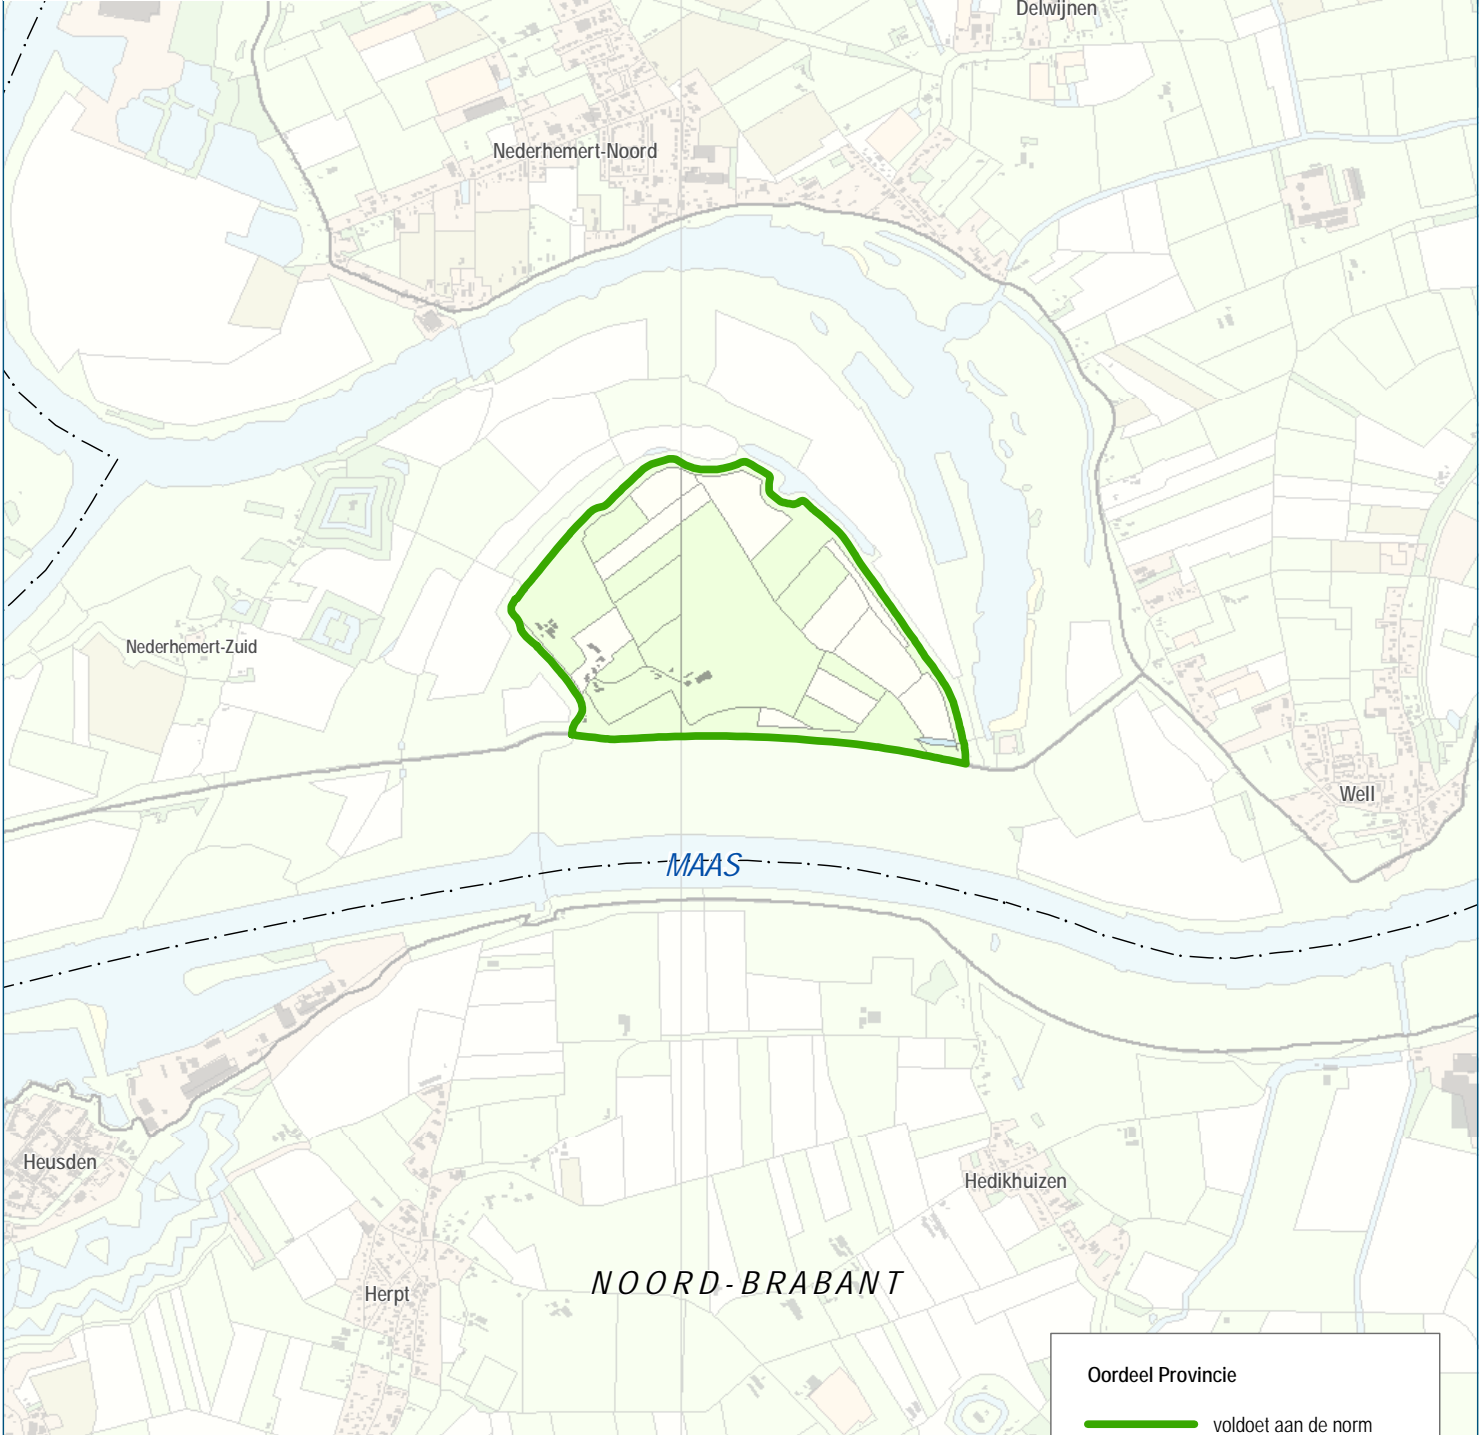 Delwijnen
Nederhemert-Noord
Nederhemert-Zuid
Well
MAAS
Heusden
Hedikhuizen
NOORD-BRABANT
Herpt
Oordeel Provincie
voldoet aan de norm